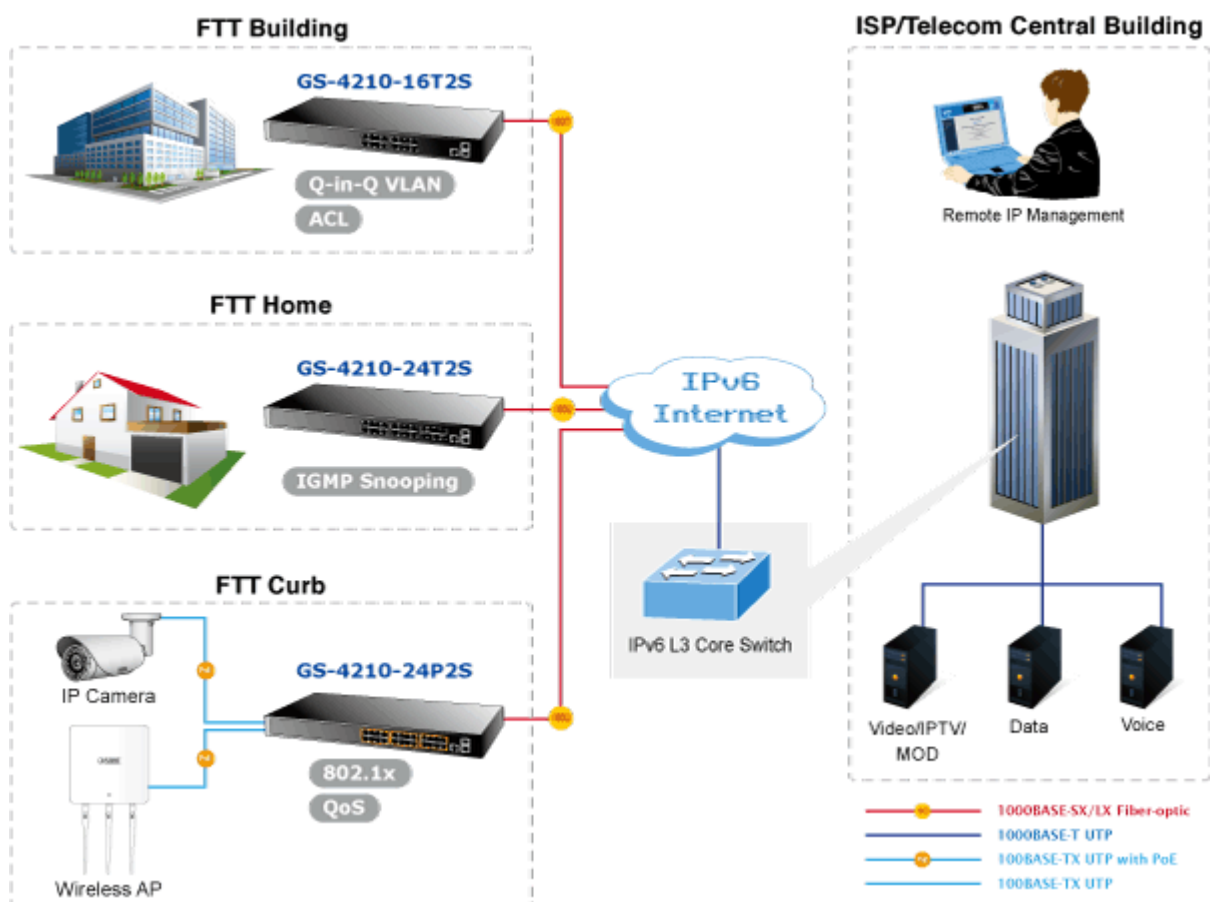 FTT Building
GS-4210-16T2S
Q-in-Q VLAN
ACL
FTT Home
GS-4210-24T2S
IGMP Snooping
FTT Curb
GS-4210-24P2S
IP Camera
802.1x
QoS
Wireless AP
IPv6
Internet
IPv6 L3 Core Switch
ISP/Telecom Central Building
Remote IP Management
Video/IPTV/
MOD
Data
Voice
1000BASE-SX/LX Fiber-optic
1000BASE-T UTP
100BASE-TX UTP with PoE
100BASE-TX UTP